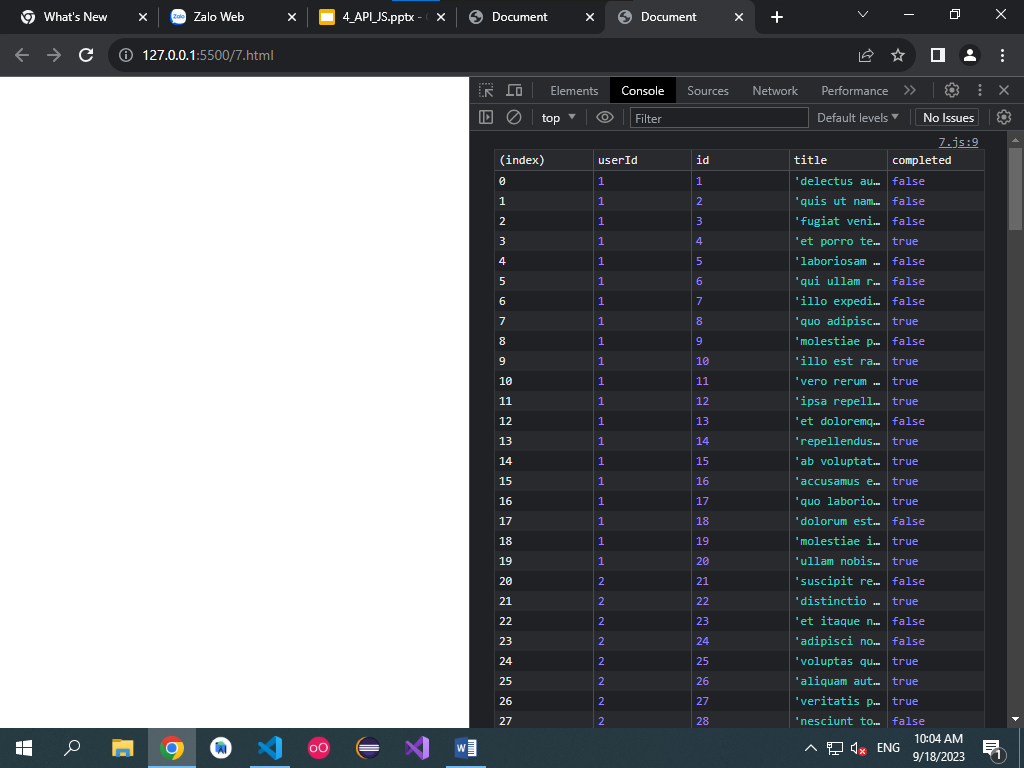 What's New
Zalo Web
4_API_JS.pptx -
Document
Document
127.0.0.1:5500/7.html
Elements Console Sources Network Performance
top Filter Default levels No Issues
7.js:9
(index) userId id title completed
0 1 1 'delectus au… false
1 1 2 'quis ut nam… false
2 1 3 'fugiat veni… false
3 1 4 'et porro te… true
4 1 5 'laboriosam … false
5 1 6 'qui ullam r… false
6 1 7 'illo expedi… false
7 1 8 'quo adipisc… true
8 1 9 'molestiae p… false
9 1 10 'illo est ra… true
10 1 11 'vero rerum … true
11 1 12 'ipsa repell… true
12 1 13 'et doloremq… false
13 1 14 'repellendus… true
14 1 15 'ab voluptat… true
15 1 16 'accusamus e… true
16 1 17 'quo laborio… true
17 1 18 'dolorum est… false
18 1 19 'molestiae i… true
19 1 20 'ullam nobis… true
20 2 21 'suscipit re… false
21 2 22 'distinctio … true
22 2 23 'et itaque n… false
23 2 24 'adipisci no… false
24 2 25 'voluptas qu… true
25 2 26 'aliquam aut… true
26 2 27 'veritatis p… true
27 2 28 'nesciunt to… false
ENG
10:04 AM
9/18/2023
1